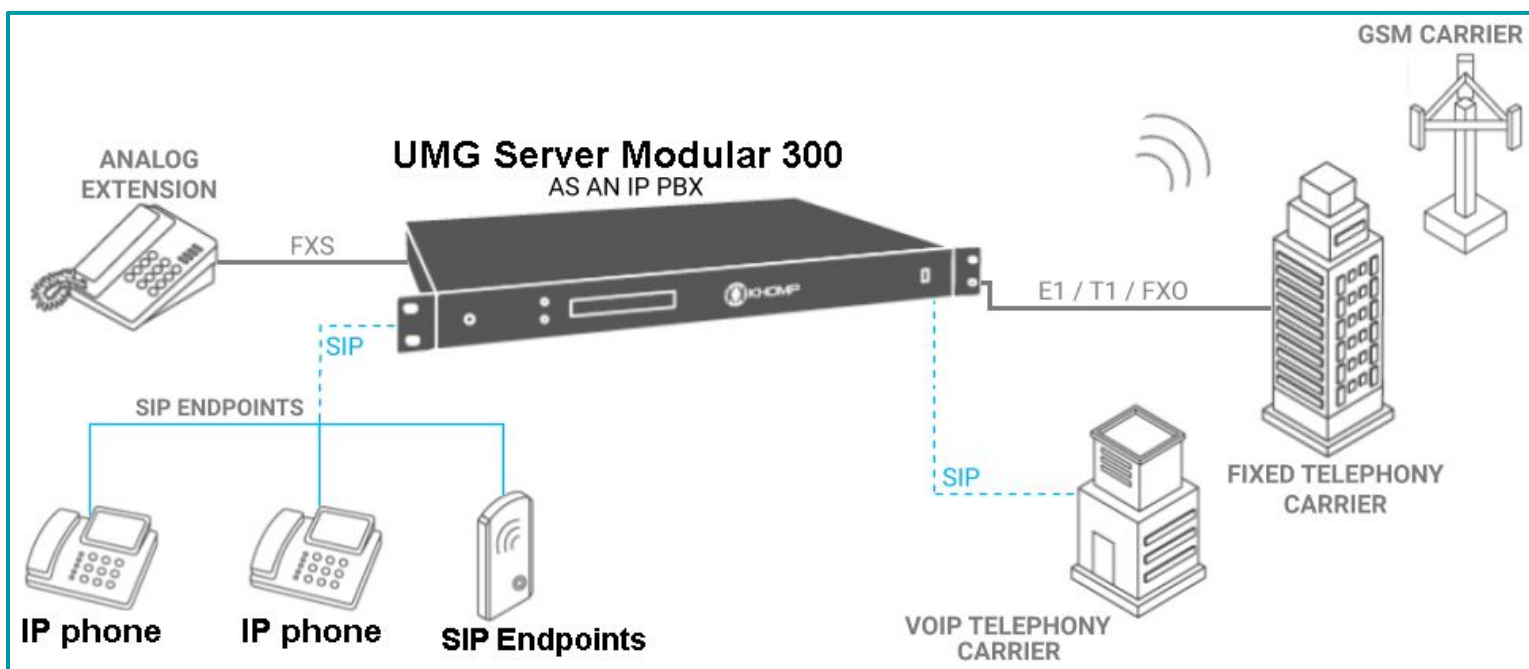 GSM CARRIER
ANALOG
EXTENSION
UMG Server Modular 300
AS AN IP PBX
FXS
KHOMP
E1 / T1 / FXO
SIP
SIP ENDPOINTS
SIP
FIXED TELEPHONY
CARRIER
IP phone
IP phone
SIP Endpoints
VOIP TELEPHONY
CARRIER